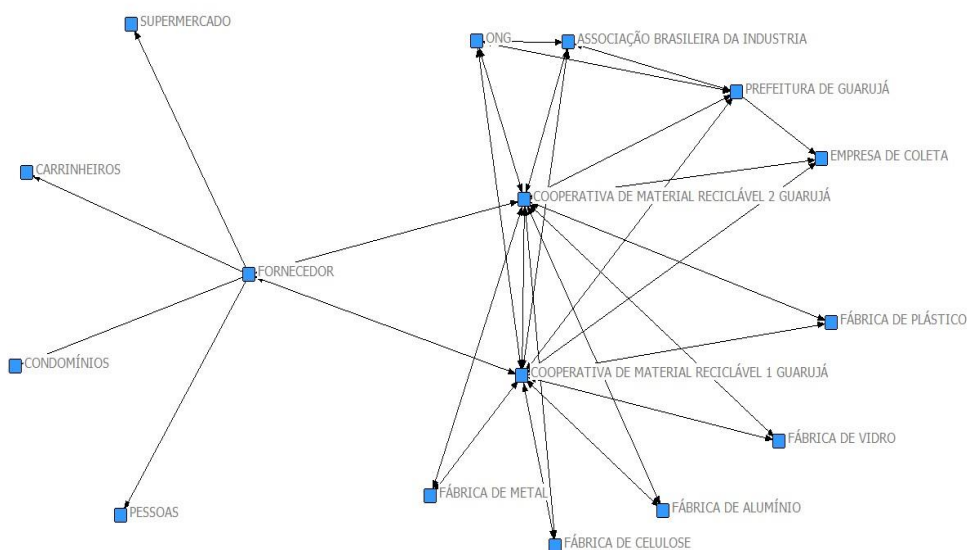 SUPERMERCADO
ONG
ASSOCIAÇÃO BRASILEIRA DA INDUSTRIA
PREFEITURA DE GUARUJÁ
EMPRESA DE COLETA
CARRINHEIROS
COOPERATIVA DE MATERIAL RECICLÁVEL 2 GUARUJÁ
FORNECEDOR
FÁBRICA DE PLÁSTICO
CONDOMÍNIOS
COOPERATIVA DE MATERIAL RECICLÁVEL 1 GUARUJÁ
FÁBRICA DE VIDRO
FÁBRICA DE METAL
FÁBRICA DE ALUMÍNIO
PESSOAS
FÁBRICA DE CELULOSE